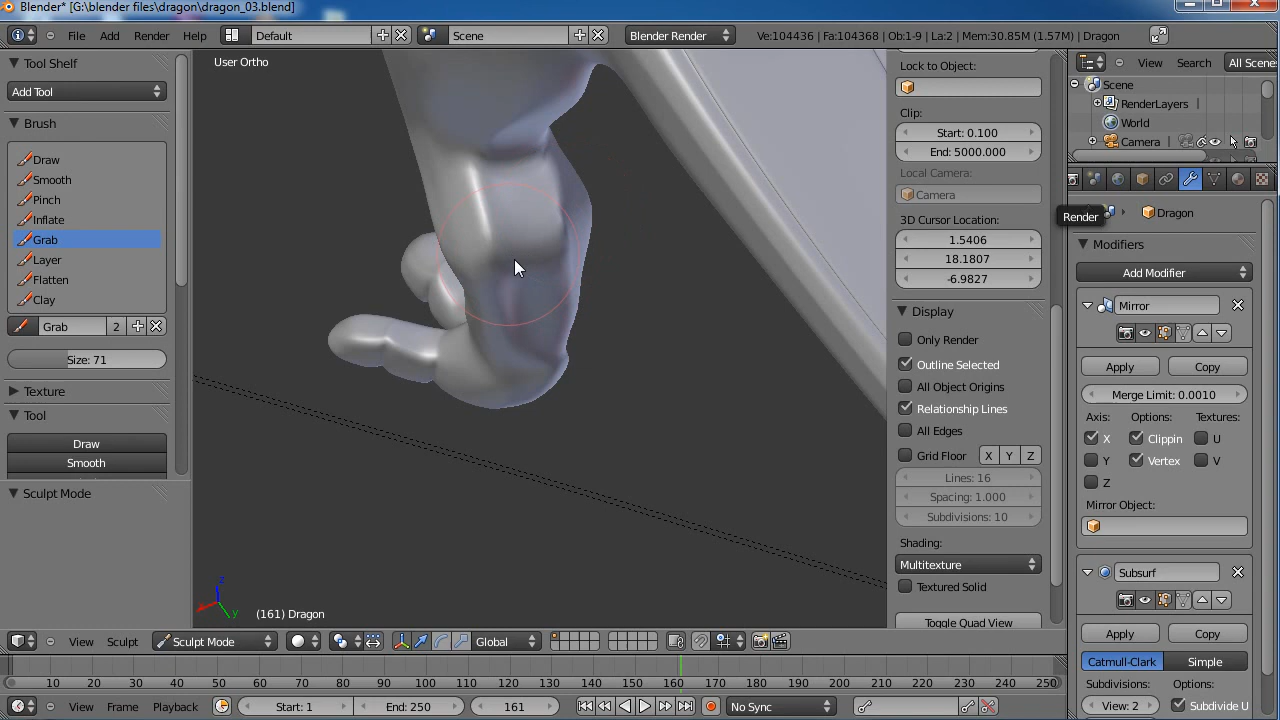 Blender* [G:\blender files\dragon\dragon_03.blend]
File Add Render Help Default Scene Blender Render Ve:104436 | Fa:104368 | Ob:1-9 | La:2 | Mem:30.85M (1.57M) | Dragon
Tool Shelf
Add Tool
Brush
Draw
Smooth
Pinch
Inflate
Grab
Layer
Flatten
Clay
Grab 2
Size: 71
Texture
Tool
Draw
Smooth
Sculpt Mode
User Ortho
(161) Dragon
z
y
Lock to Object:
Clip:
Start: 0.100
End: 5000.000
Local Camera:
Camera
3D Cursor Location:
1.5406
18.1807
-6.9827
Display
Only Render
Outline Selected
All Object Origins
Relationship Lines
All Edges
Grid Floor X Y Z
Lines: 16
Spacing: 1.000
Subdivisions: 10
Shading:
Multitexture
Textured Solid
Toggle Quad View
View Search All Scene
Scene
RenderLayers
World
Camera
Render
Dragon
Modifiers
Add Modifier
Mirror
Apply Copy
Merge Limit: 0.0010
Axis: Options: Textures:
X Clippin U
Y Vertex V
Z
Mirror Object:
Subsurf
Apply Copy
Catmull-Clark Simple
Subdivisions: Options:
View: 2 Subdivide U
View Sculpt Sculpt Mode Global
0 10 20 30 40 50 60 70 80 90 100 110 120 130 140 150 160 170 180 190 200 210 220 230 240 250
View Frame Playback Start: 1 End: 250 161 No Sync